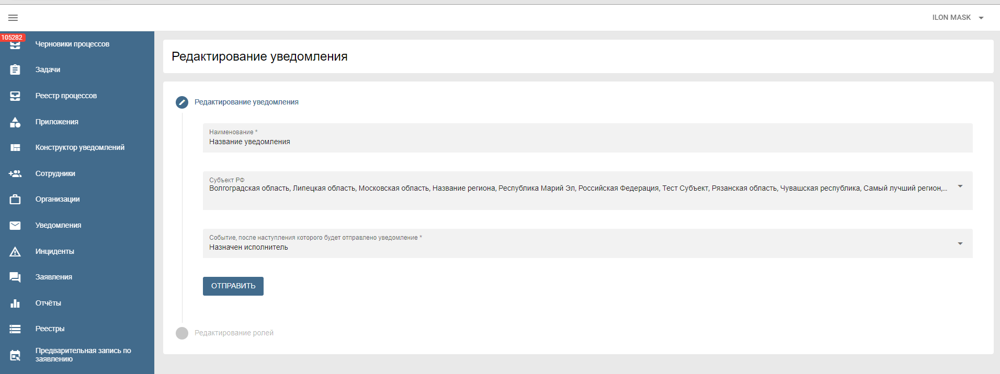 ILON MASK
105282
Черновики процессов
Задачи
Реестр процессов
Приложения
Конструктор уведомлений
Сотрудники
Организации
Уведомления
Инциденты
Заявления
Отчёты
Реестры
Предварительная запись по
заявлению
Редактирование уведомления
Редактирование уведомления
Наименование *
Название уведомления
Субъект РФ
Волгоградская область, Липецкая область, Московская область, Название региона, Республика Марий Эл, Российская Федерация, Тест Субъект, Рязанская область, Чувашская республика, Самый лучший регион,...
Событие, после наступления которого будет отправлено уведомление *
Назначен исполнитель
ОТПРАВИТЬ
Редактирование ролей